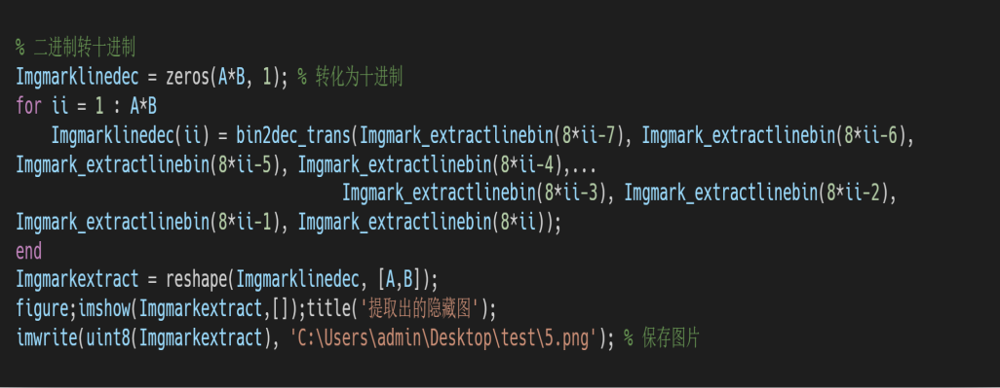 % 二进制转十进制
Imgmarklinedec = zeros(A*B, 1); % 转化为十进制
for ii = 1 : A*B
    Imgmarklinedec(ii) = bin2dec_trans(Imgmark_extractlinebin(8*ii-7), Imgmark_extractlinebin(8*ii-6),
Imgmark_extractlinebin(8*ii-5), Imgmark_extractlinebin(8*ii-4),...
                                     Imgmark_extractlinebin(8*ii-3), Imgmark_extractlinebin(8*ii-2),
Imgmark_extractlinebin(8*ii-1), Imgmark_extractlinebin(8*ii));
end
Imgmarkextract = reshape(Imgmarklinedec, [A,B]);
figure;imshow(Imgmarkextract,[]);title('提取出的隐藏图');
imwrite(uint8(Imgmarkextract), 'C:\Users\admin\Desktop\test\5.png'); % 保存图片